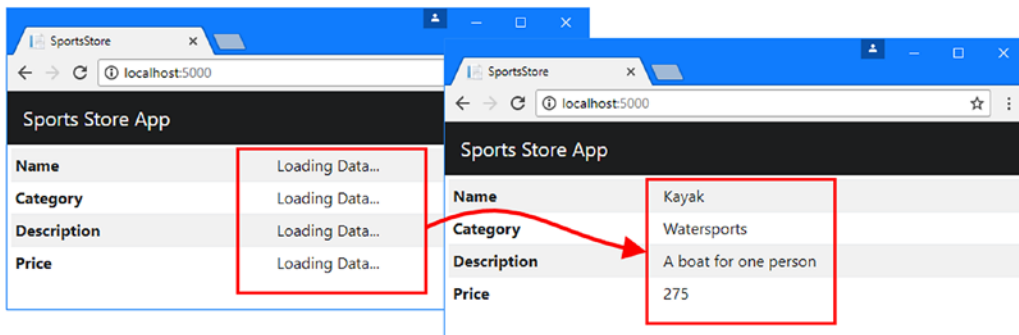 SportsStore
localhost:5000
Sports Store App
Name Loading Data...
Category Loading Data...
Description Loading Data...
Price Loading Data...
SportsStore
localhost:5000
Sports Store App
Name Kayak
Category Watersports
Description A boat for one person
Price 275